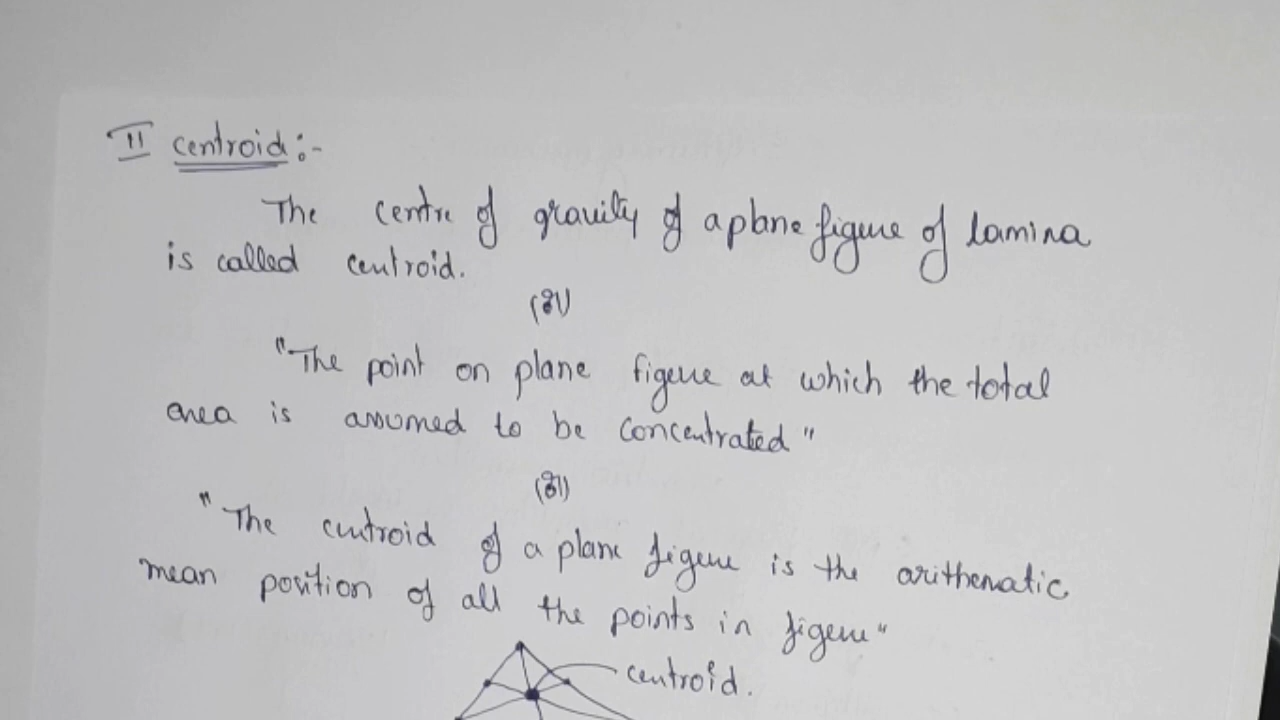 II centroid:-
The centre of gravity of a plane figure of lamina
is called centroid.
"The point on plane figure at which the total
area is assumed to be concentrated"
"The centroid of a plane figure is the arithematic
mean position of all the points in figure"
centroid.